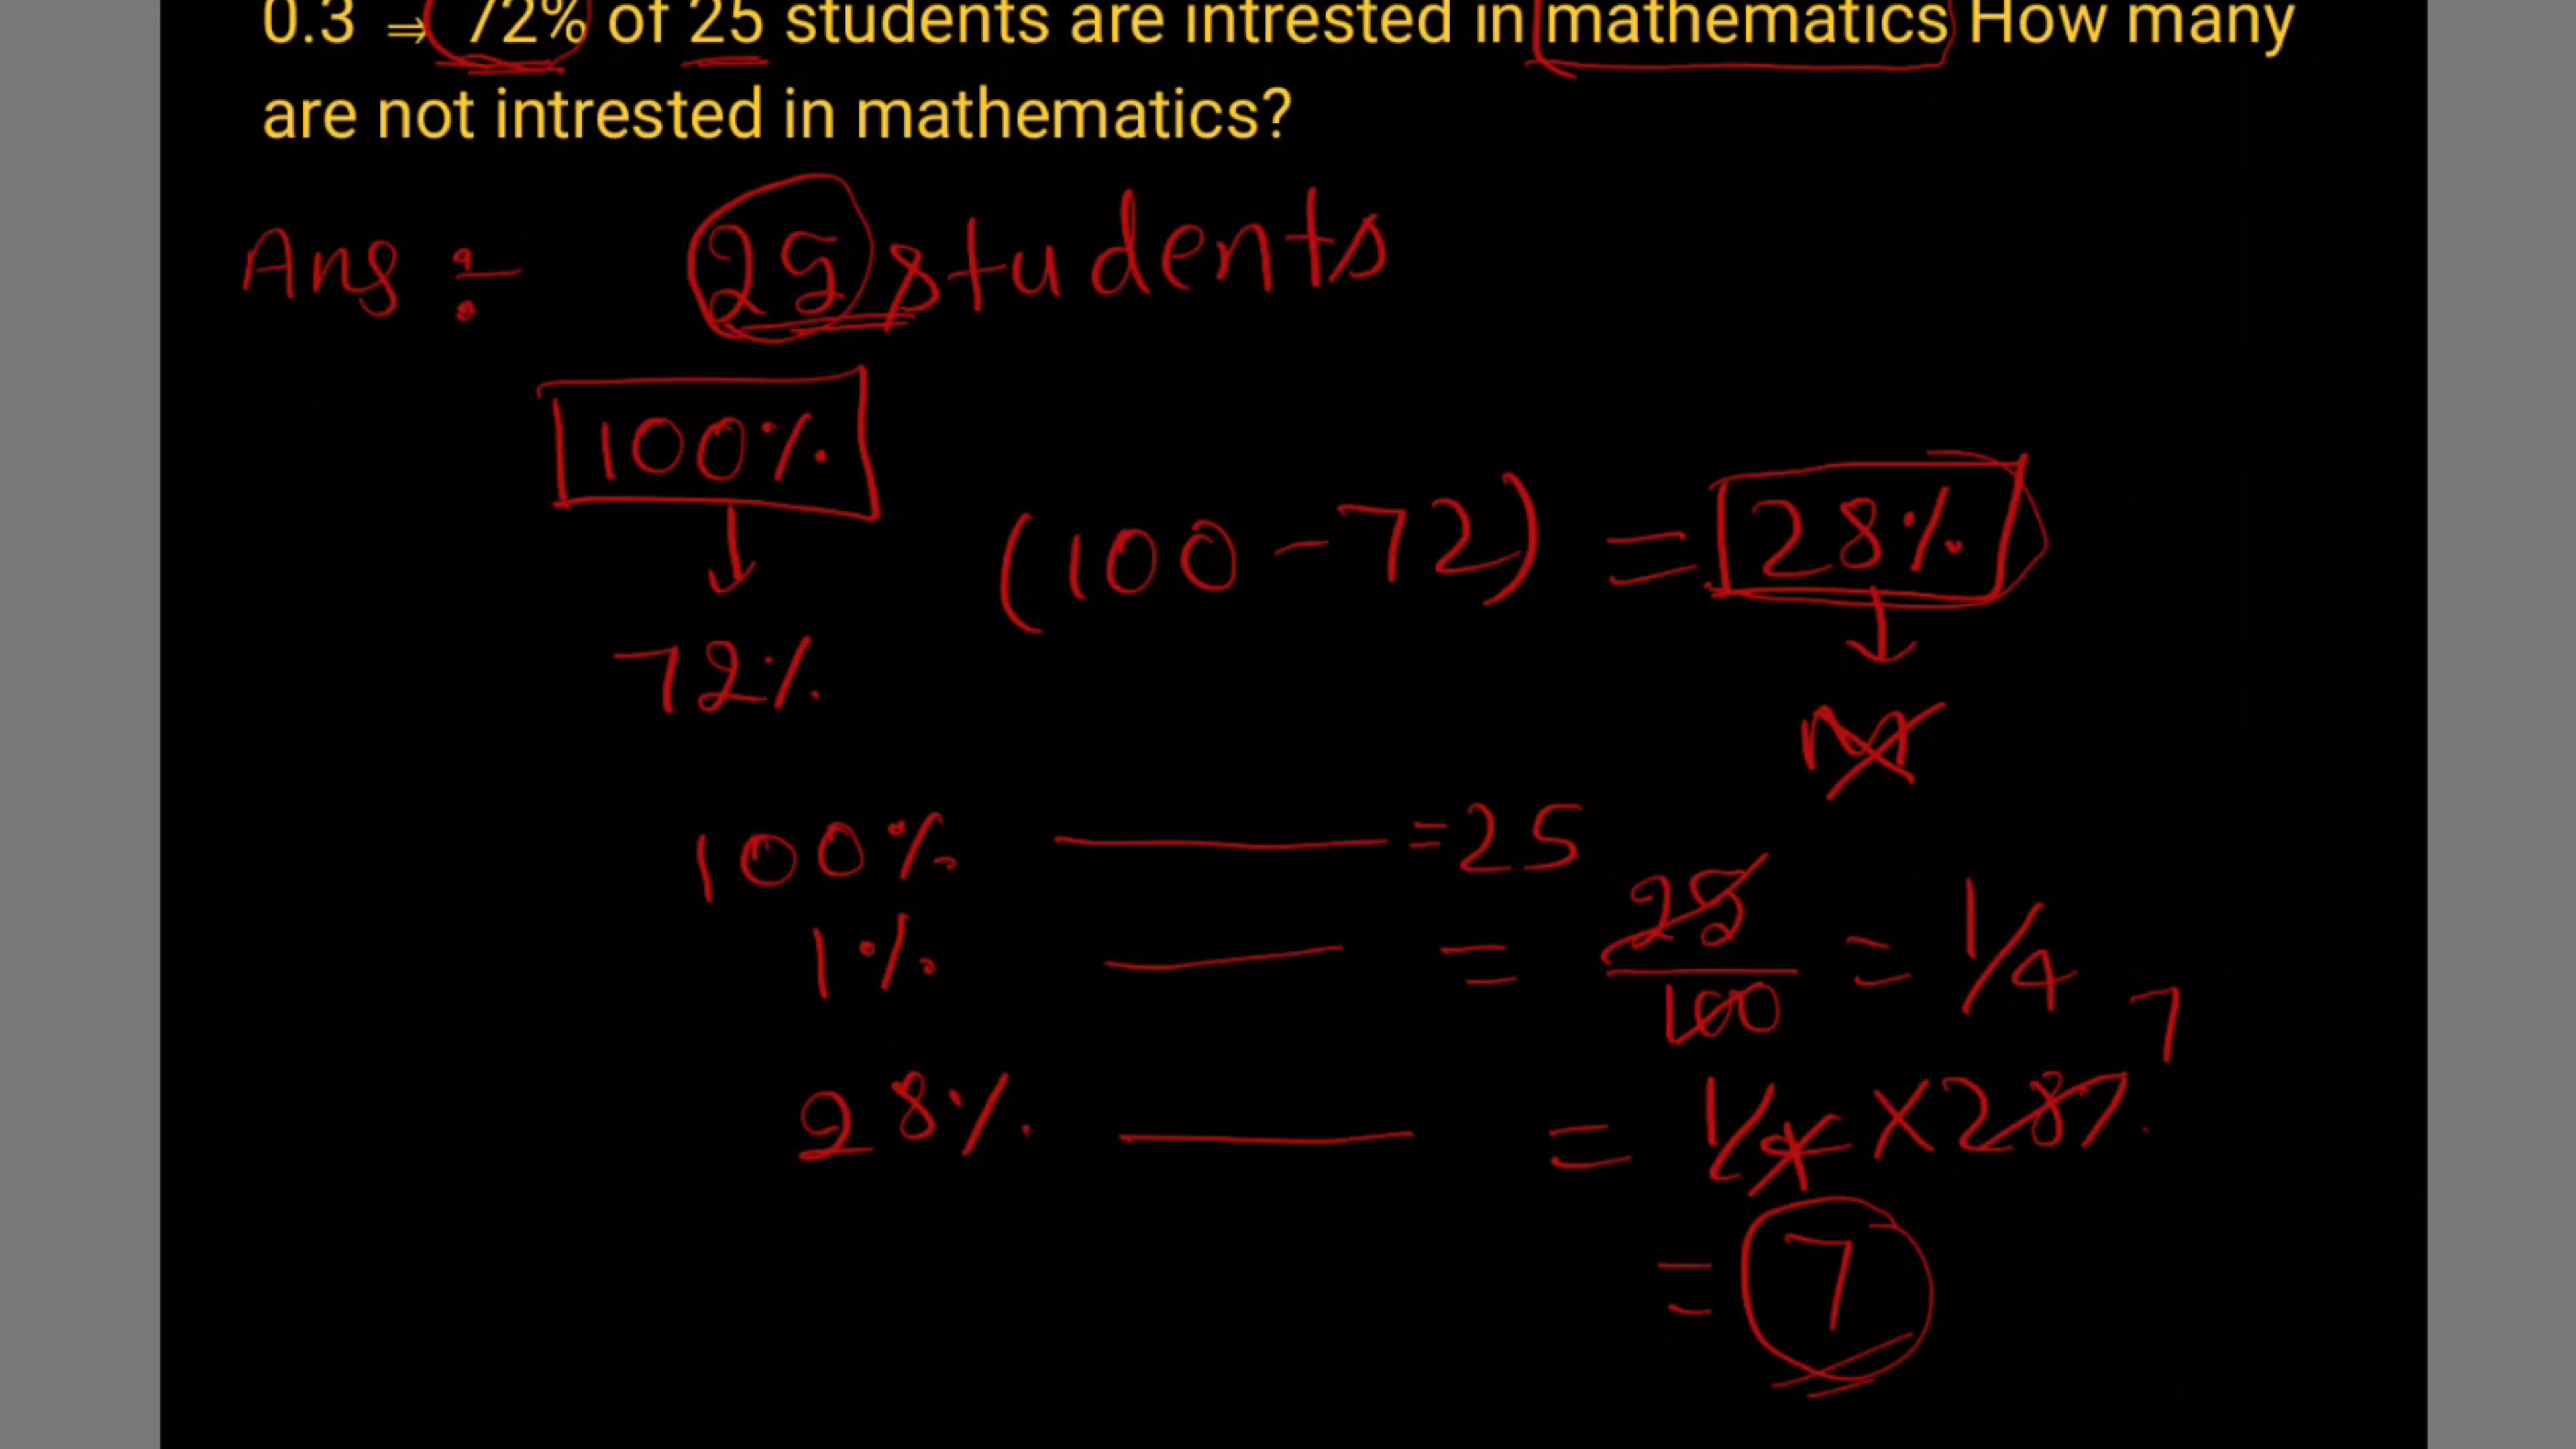 0.3 ⇒ 72% of 25 students are intrested in mathematics How many
are not intrested in mathematics?
Ans :- 25 students
100%
(100-72) = 28%
72%
100% — =25
1% — = 25/100 = 1/4
7
28% — = 1/4 × 28
= 7